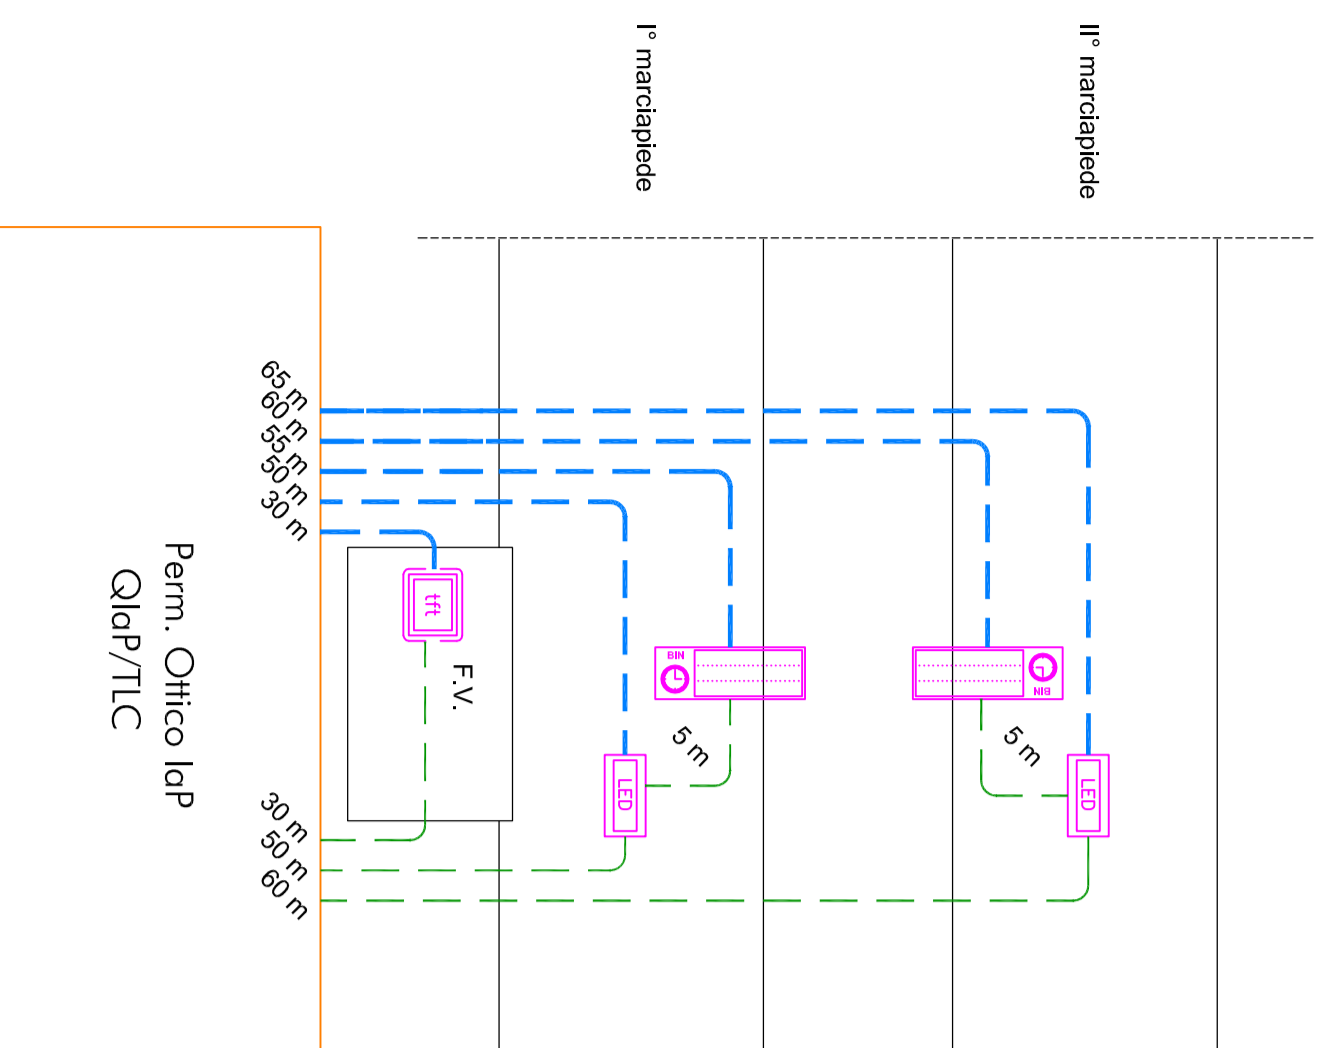 I° marciapiede
II° marciapiede
65 m
60 m
55 m
50 m
30 m
tft
F.V.
BIN
BIN
5 m
5 m
LED
LED
Perm. Ottico IaP
QIaP/TLC
30 m
50 m
60 m